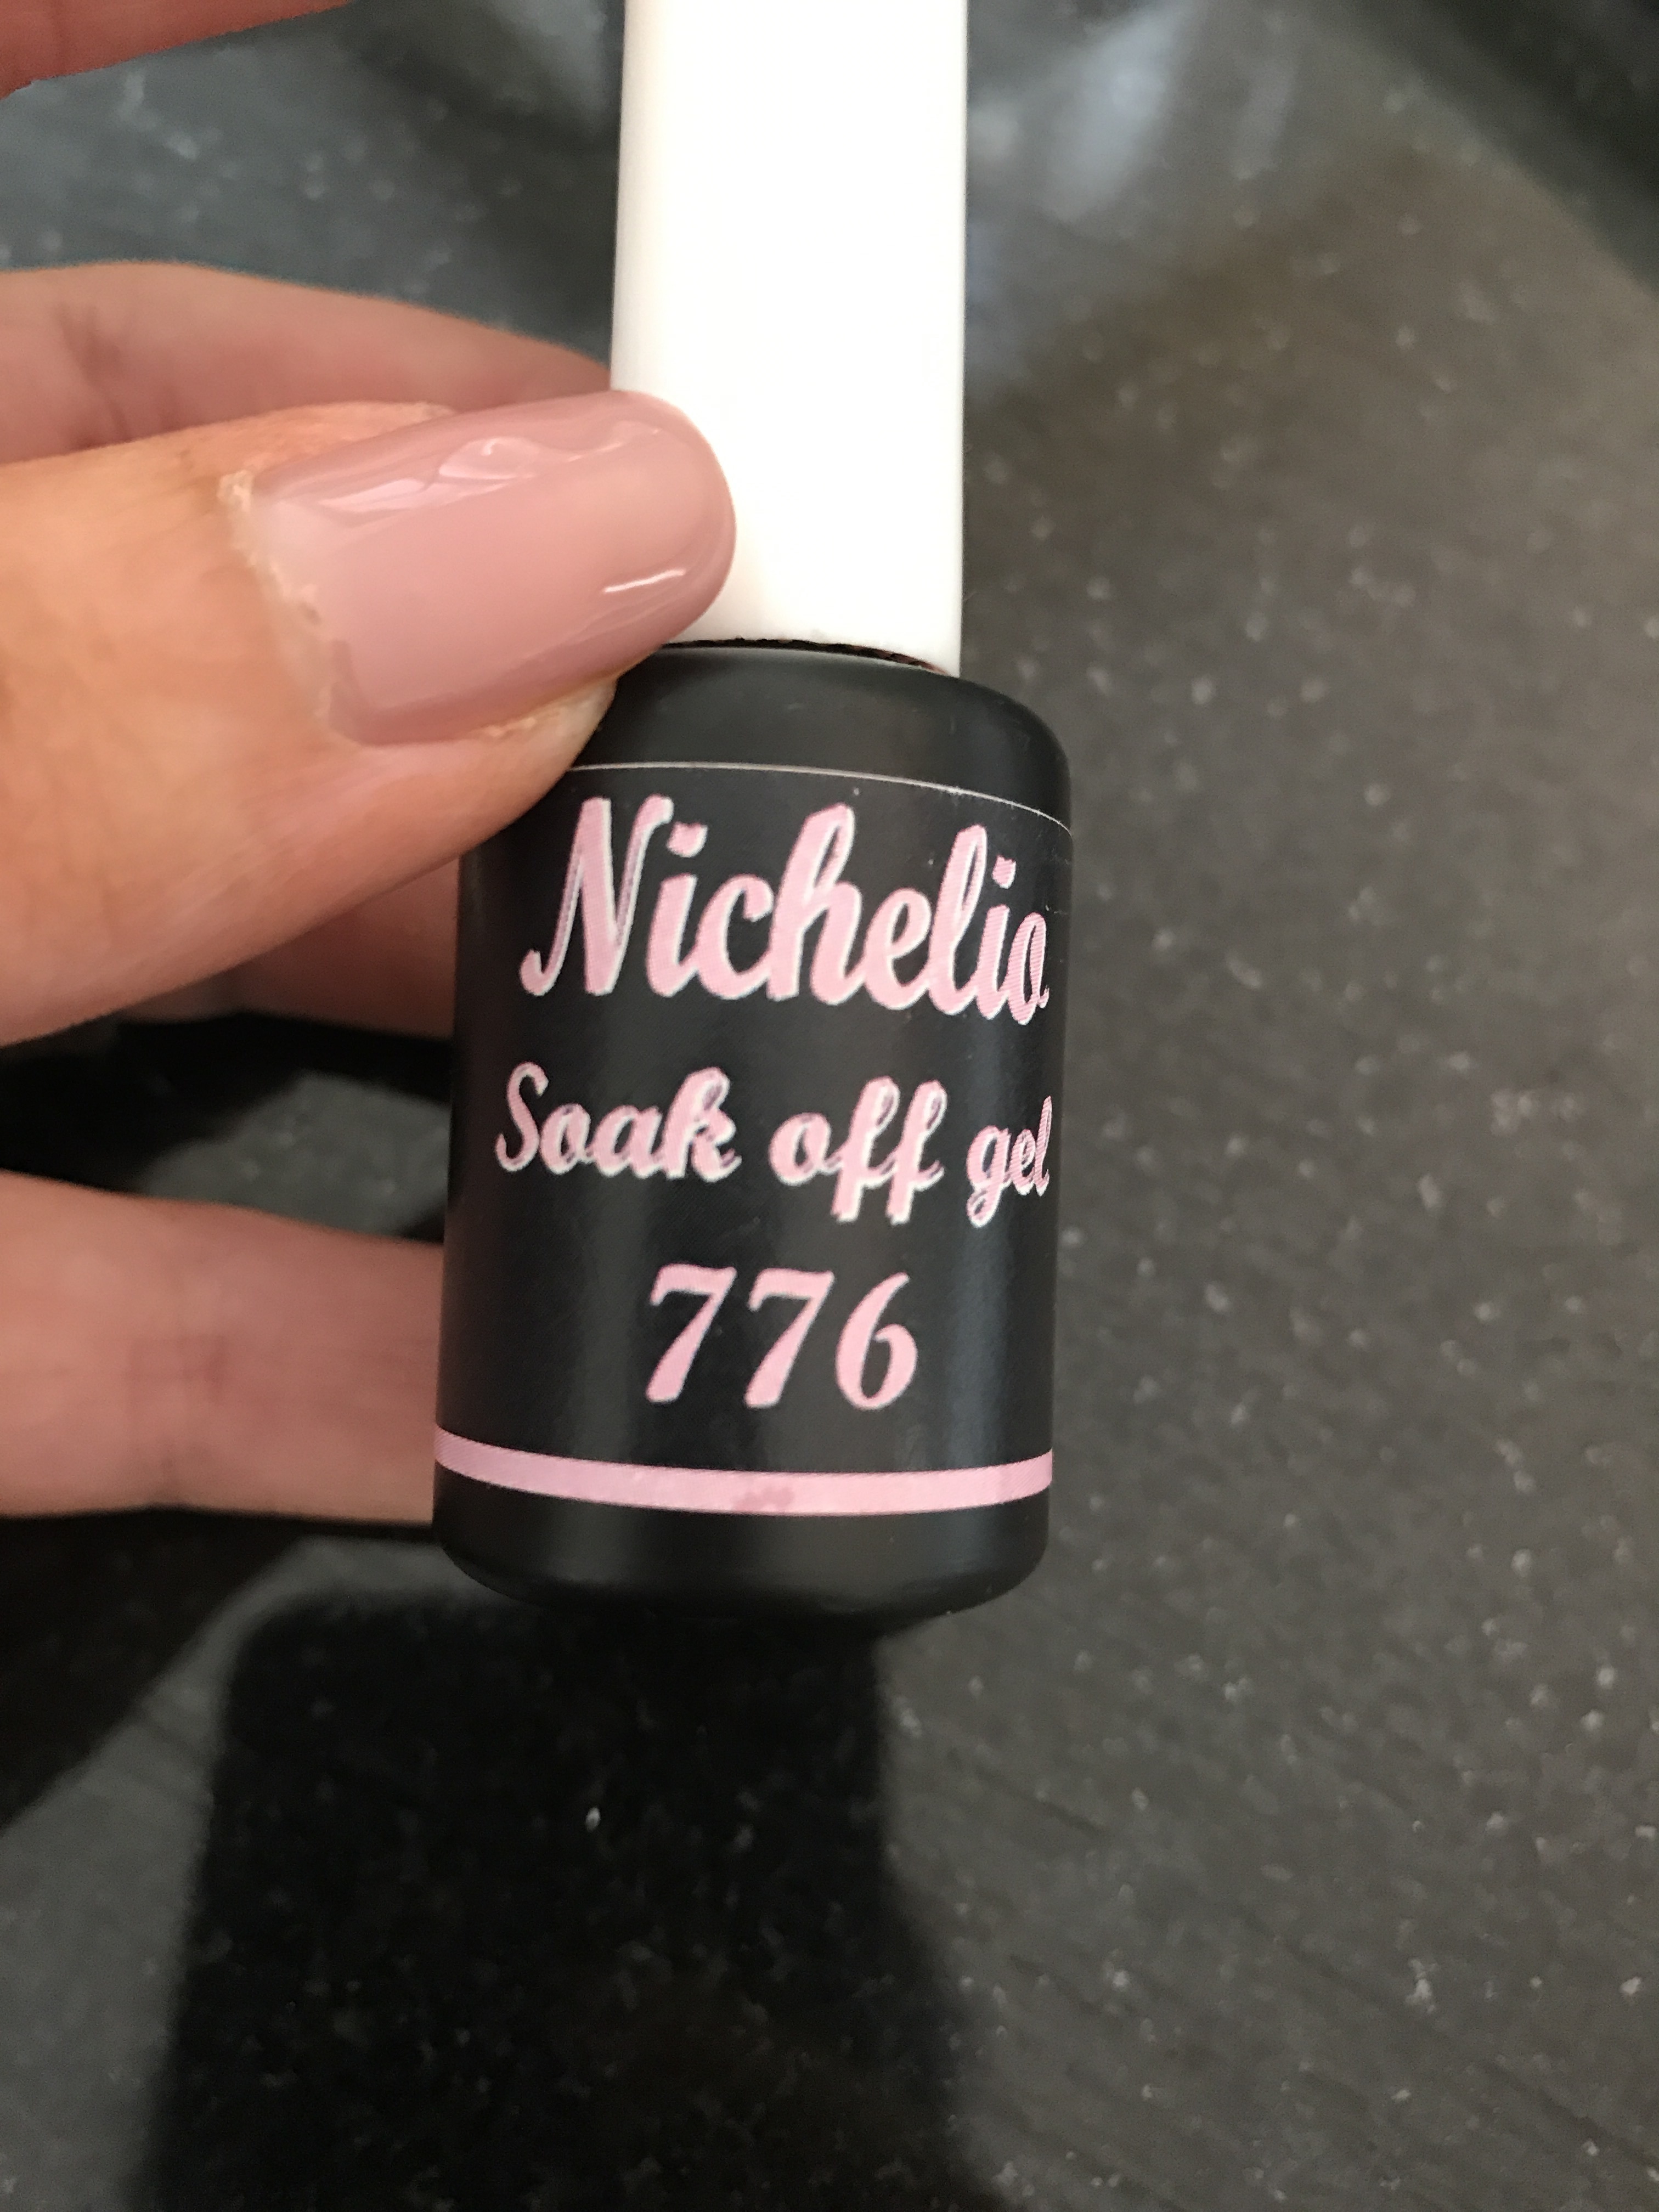 Nichelio
Soak off gel
776